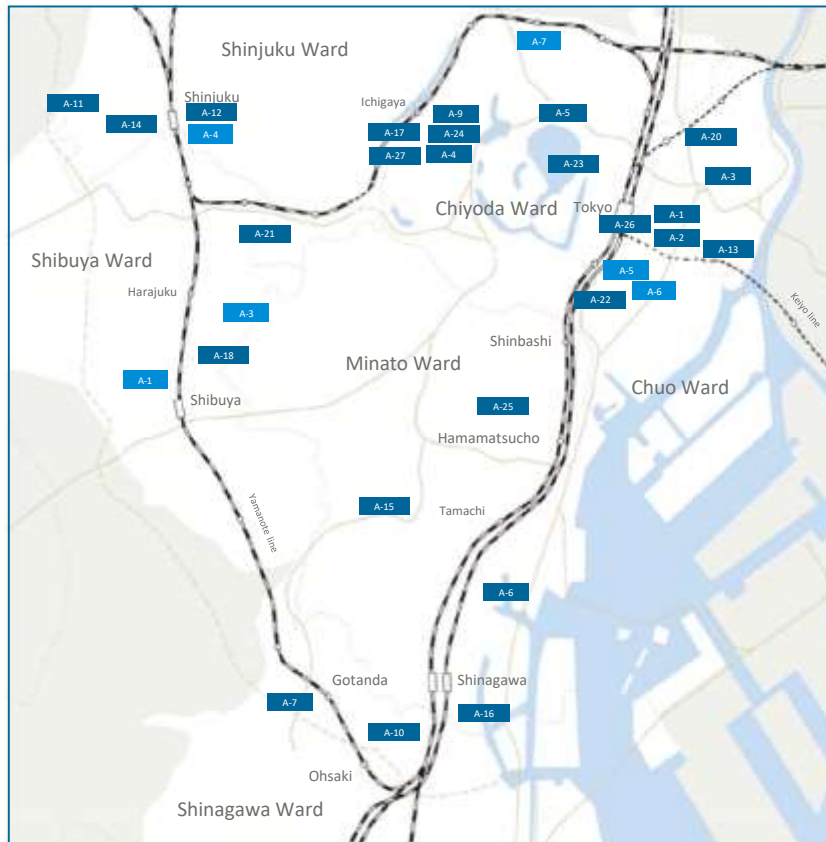 Shinjuku Ward
A-7
Shinjuku
A-11
A-14
A-12
A-4
Ichigaya
A-9
A-17
A-24
A-27
A-4
A-5
A-23
A-20
A-3
Chiyoda Ward
Tokyo
A-1
A-26
A-2
A-13
A-21
Shibuya Ward
A-5
A-6
A-22
Keiyo line
Harajuku
A-3
A-18
Minato Ward
Shinbashi
A-1
Shibuya
Chuo Ward
A-25
Hamamatsucho
A-15
Tamachi
Yamanote line
A-6
Gotanda
Shinagawa
A-7
A-16
A-10
Ohsaki
Shinagawa Ward